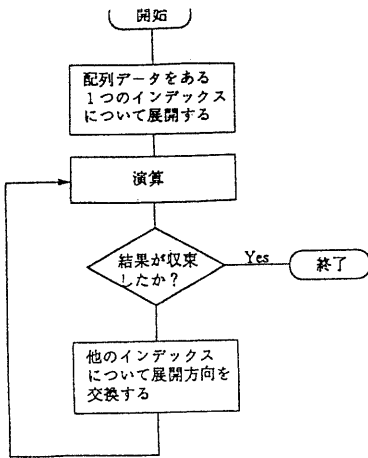 開始
配列データをある
１つのインデックス
について展開する
演算
結果が収束
したか？
Yes
終了
他のインデックス
について展開方向を
交換する